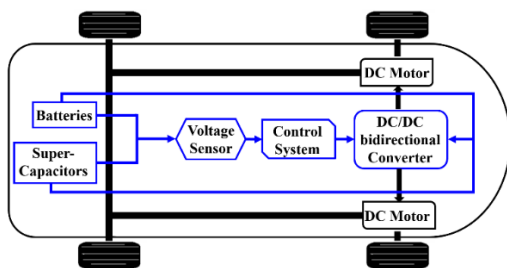 DC Motor
Batteries
Super-
Capacitors
Voltage
Sensor
Control
System
DC/DC
bidirectional
Converter
DC Motor